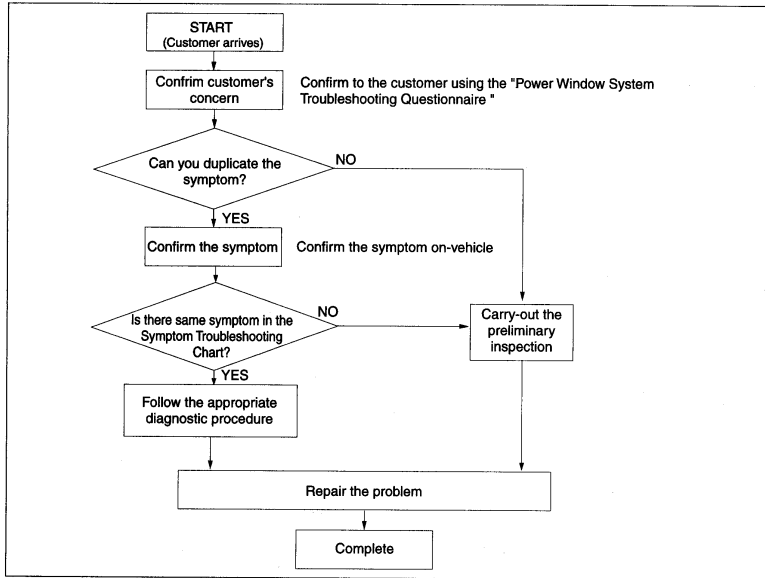 START
(Customer arrives)
Confrim customer's
concern
Confirm to the customer using the "Power Window System
Troubleshooting Questionnaire "
Can you duplicate the
symptom?
NO
YES
Confirm the symptom
Confirm the symptom on-vehicle
Is there same symptom in the
Symptom Troubleshooting
Chart?
NO
Carry-out the
preliminary
inspection
YES
Follow the appropriate
diagnostic procedure
Repair the problem
Complete